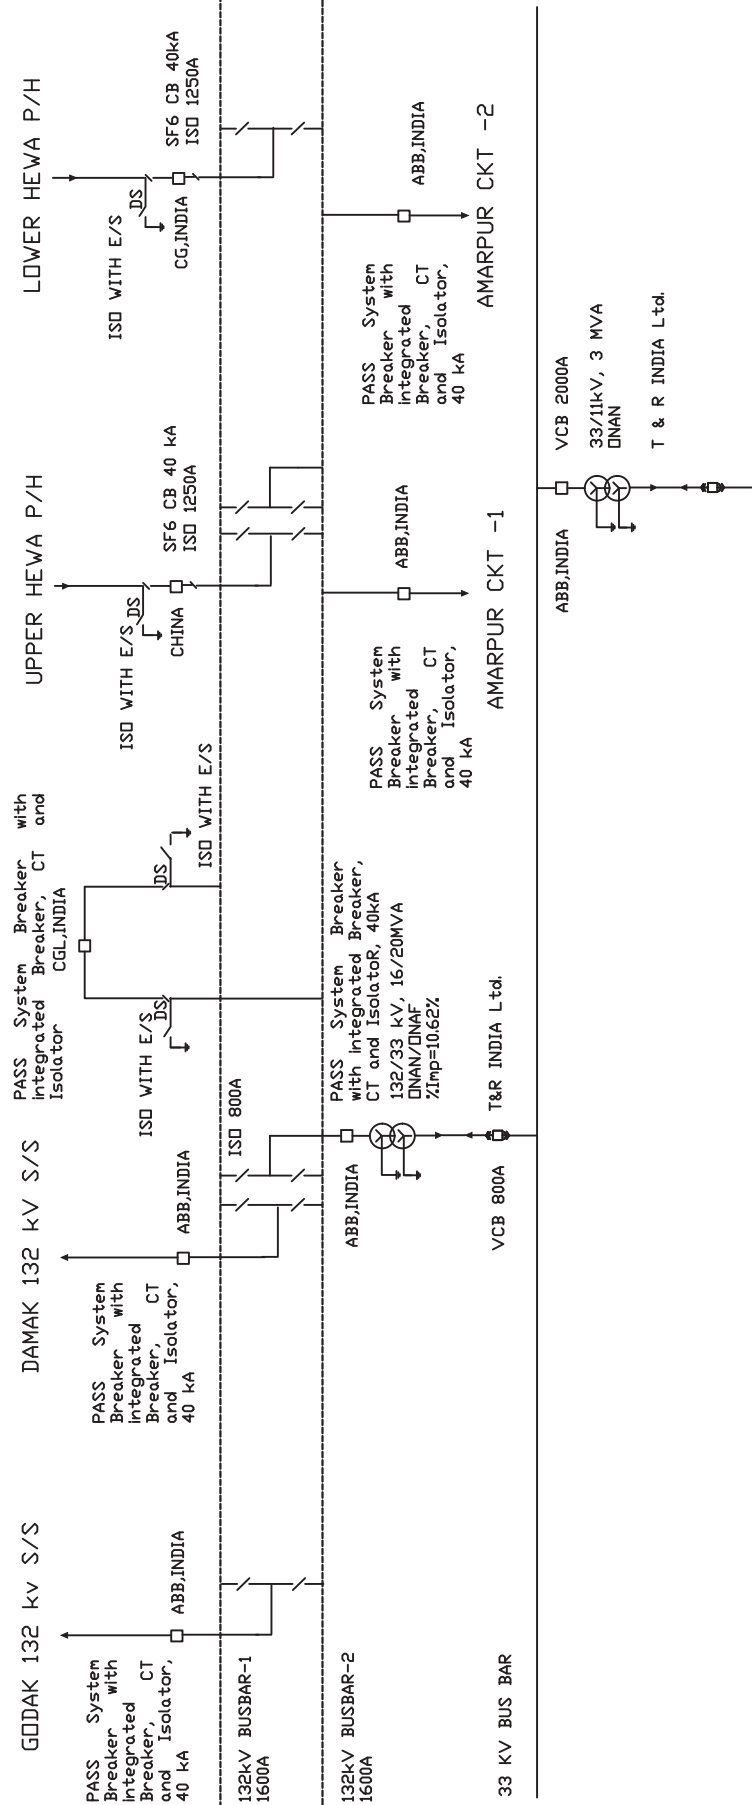 GODAK 132 kv S/S
PASS System
Breaker with
integrated
Breaker, CT
and Isolator,
40 kA
ABB,INDIA
132kV BUSBAR-1
1600A
132kV BUSBAR-2
1600A
33 KV BUS BAR
DAMAK 132 kV S/S
PASS System
Breaker with
integrated
Breaker, CT
and Isolator,
40 kA
ABB,INDIA
ISO 800A
PASS System Breaker with
integrated Breaker, CT and
Isolator
CGL,INDIA
ISO WITH E/S
DS
DS
ISO WITH E/S
PASS System Breaker
with integrated Breaker,
CT and IsolatoR, 40kA
132/33 kV, 16/20MVA
ONAN/ONAF
%Imp=10.62%
ABB,INDIA
T&R INDIA Ltd.
VCB 800A
UPPER HEWA P/H
ISO WITH E/S
DS
CHINA
SF6 CB 40 kA
ISO 1250A
PASS System
Breaker with
integrated
Breaker, CT
and Isolator,
40 kA
ABB,INDIA
AMARPUR CKT -1
LOWER HEWA P/H
ISO WITH E/S
DS
CG,INDIA
SF6 CB 40kA
ISO 1250A
PASS System
Breaker with
integrated
Breaker, CT
and Isolator,
40 kA
ABB,INDIA
AMARPUR CKT -2
ABB,INDIA
VCB 2000A
33/11kV, 3 MVA
ONAN
T & R INDIA Ltd.